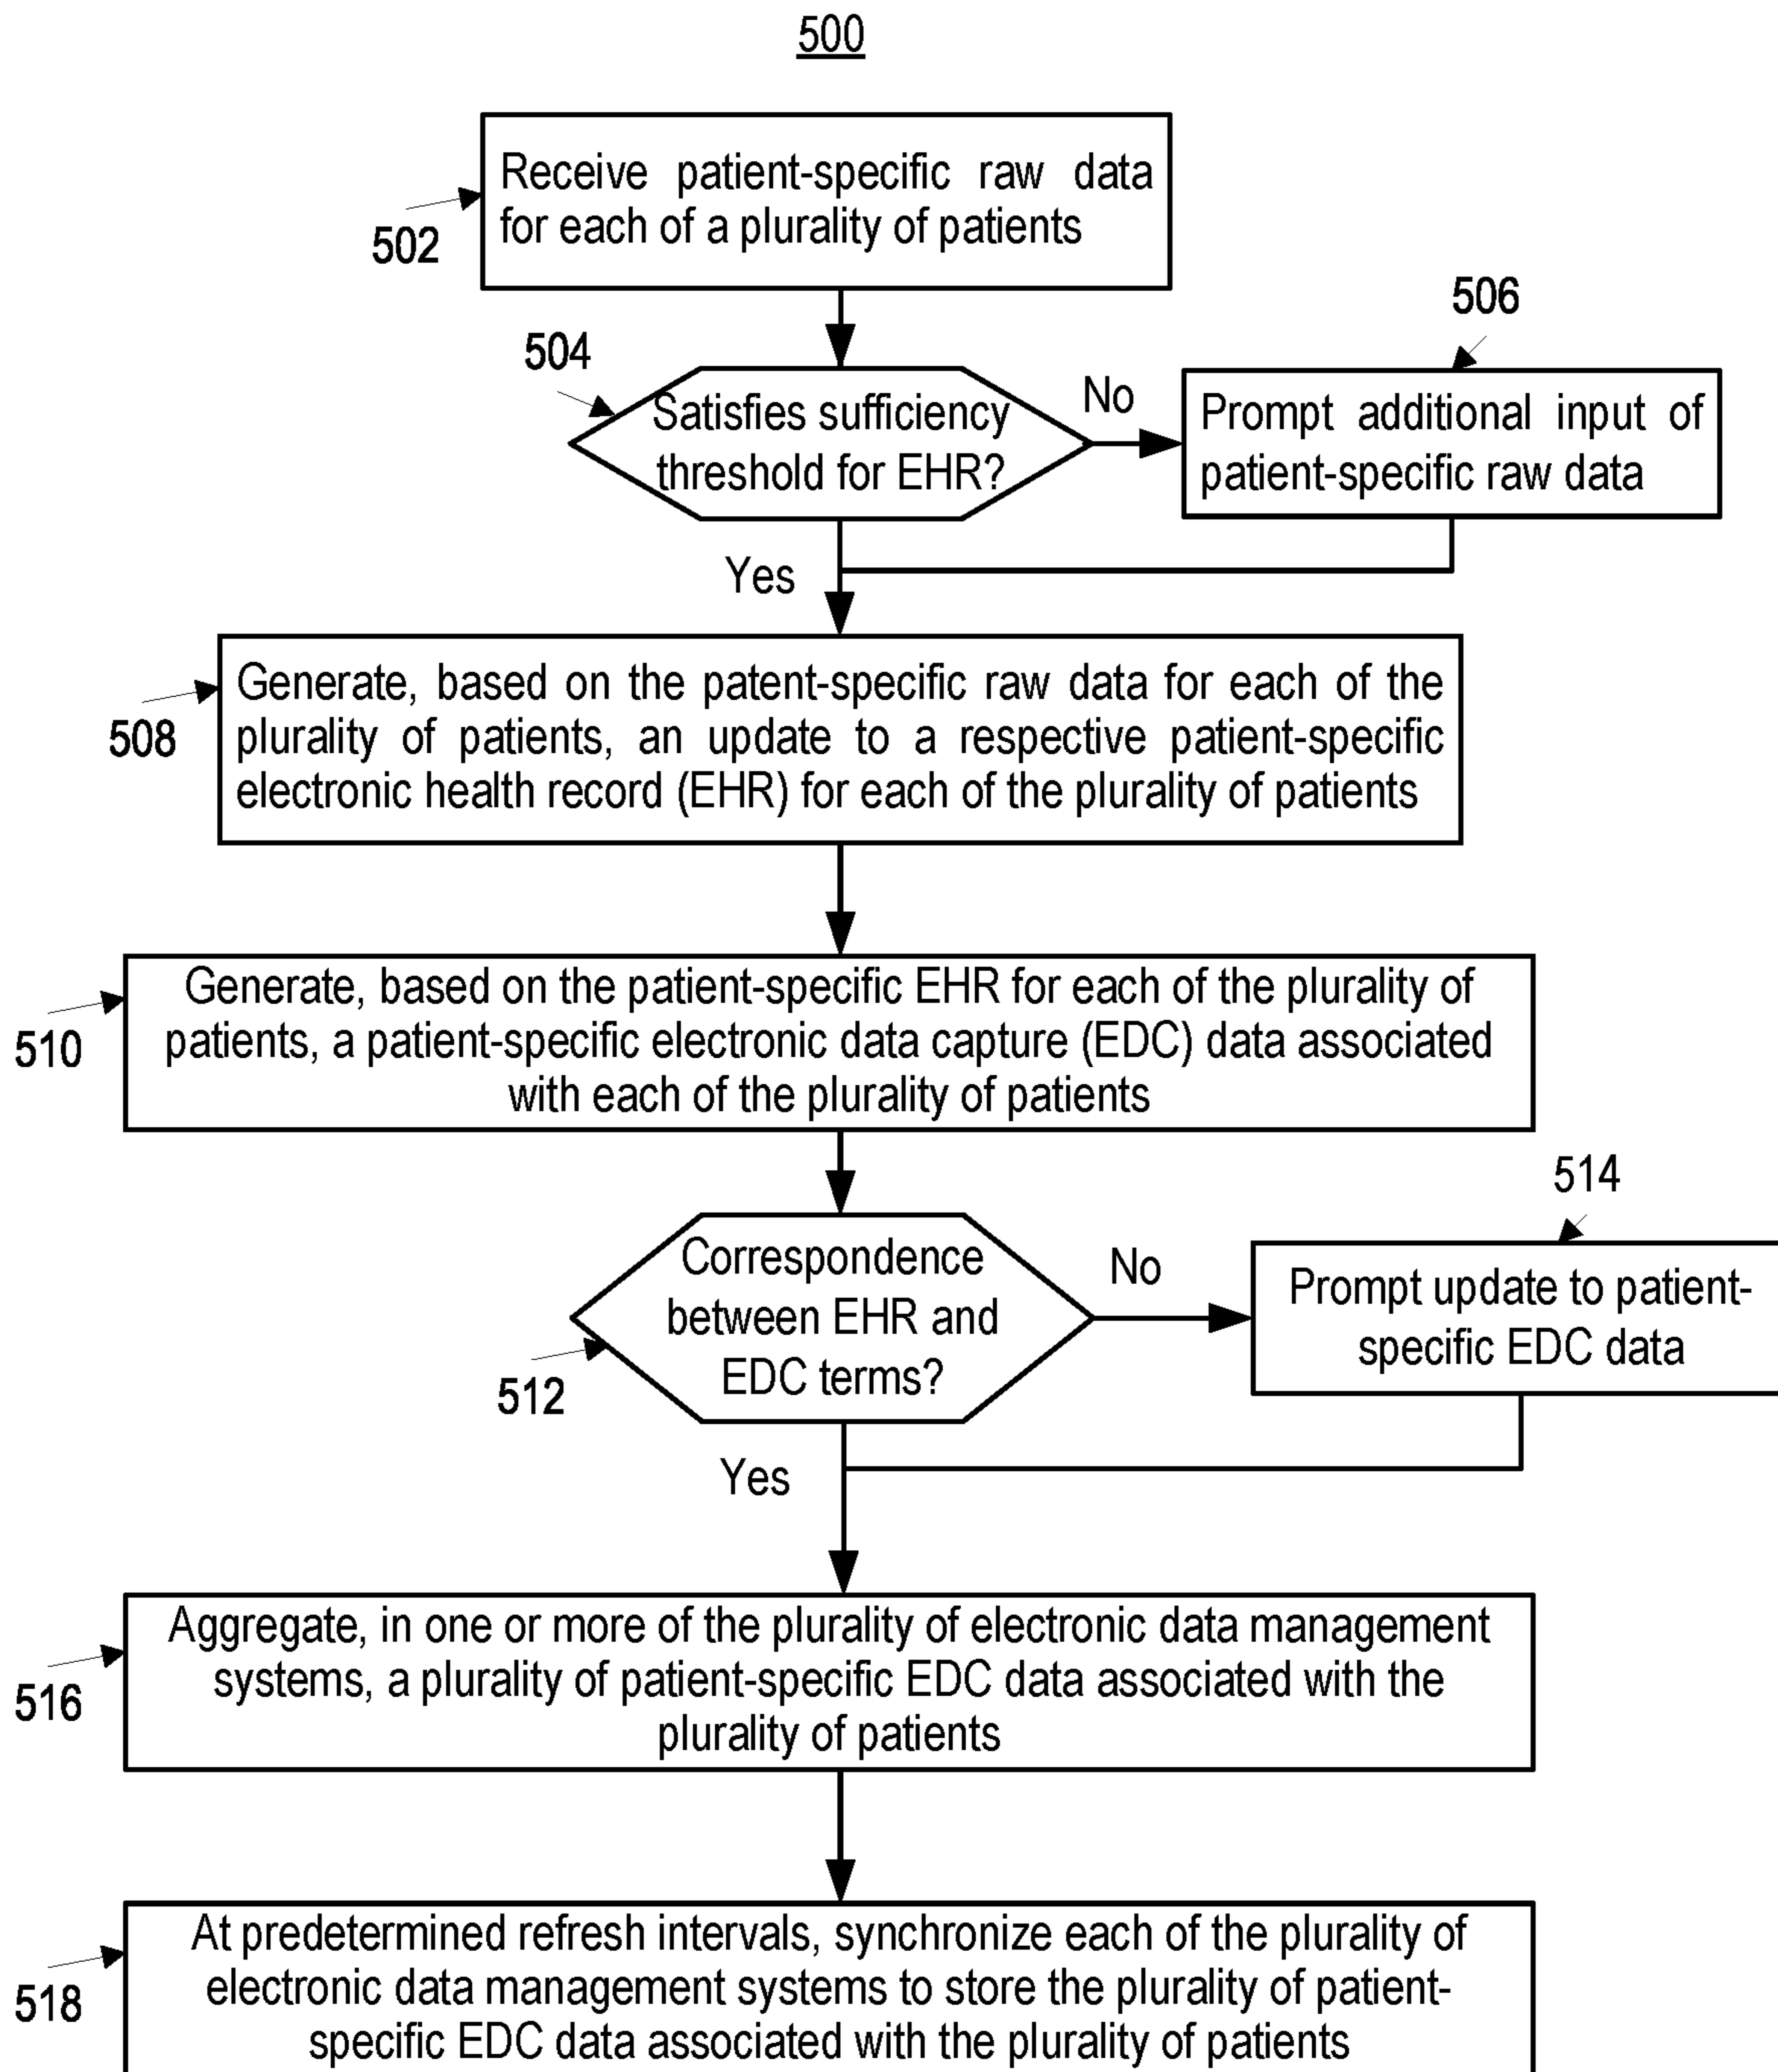 500
Receive patient-specific raw data
for each of a plurality of patients
502
506
504
Satisfies sufficiency
threshold for EHR?
No
Prompt additional input of
patient-specific raw data
Yes
Generate, based on the patent-specific raw data for each of the
plurality of patients, an update to a respective patient-specific
electronic health record (EHR) for each of the plurality of patients
508
Generate, based on the patient-specific EHR for each of the plurality of
patients, a patient-specific electronic data capture (EDC) data associated
with each of the plurality of patients
510
514
Correspondence
between EHR and
EDC terms?
512
No
Prompt update to patient-
specific EDC data
Yes
Aggregate, in one or more of the plurality of electronic data management
systems, a plurality of patient-specific EDC data associated with the
plurality of patients
516
At predetermined refresh intervals, synchronize each of the plurality of
electronic data management systems to store the plurality of patient-
specific EDC data associated with the plurality of patients
518